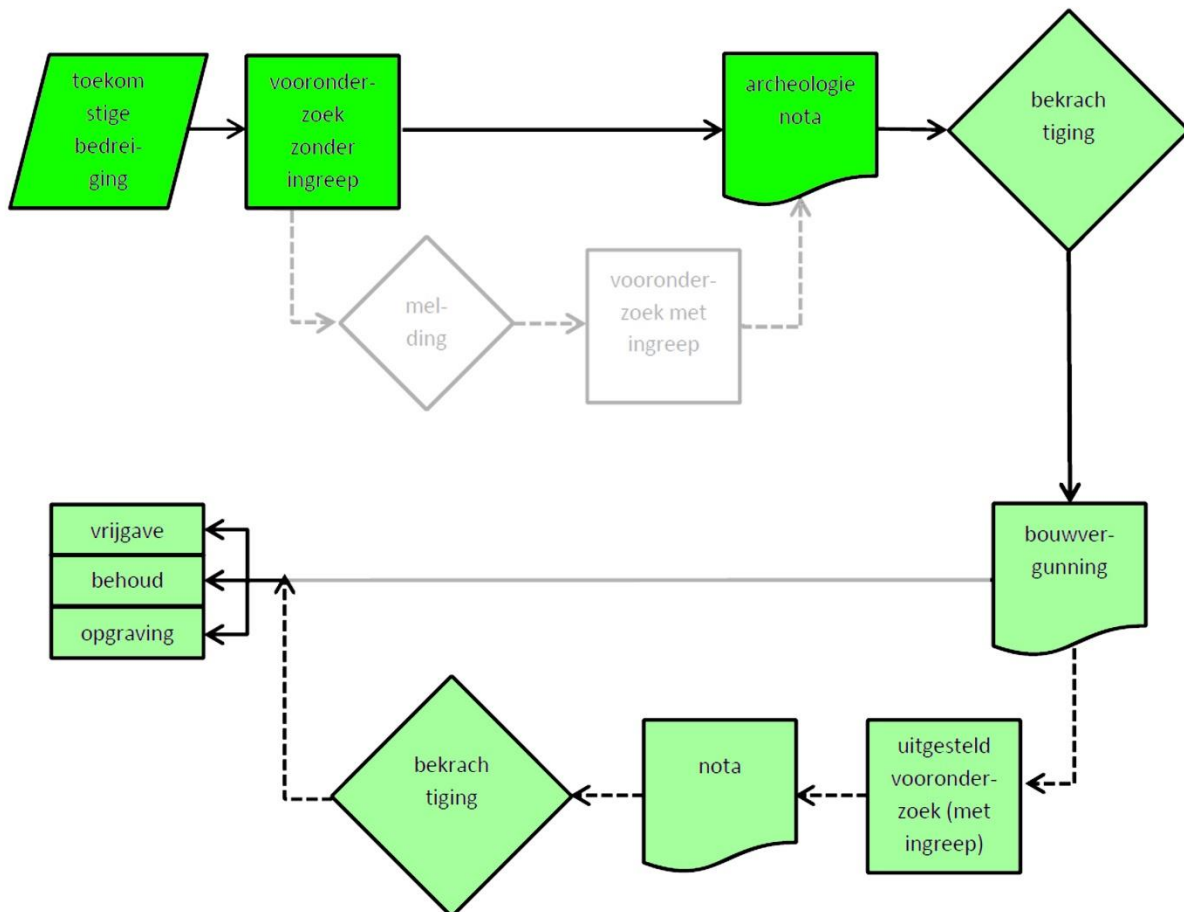 toekom
stige
bedrei-
ging
vooronder-
zoek
zonder
ingreep
archeologie
nota
bekrach
tiging
mel-
ding
vooronder-
zoek met
ingreep
bouwver-
gunning
vrijgave
behoud
opgraving
uitgesteld
vooronder-
zoek (met
ingreep)
nota
bekrach
tiging